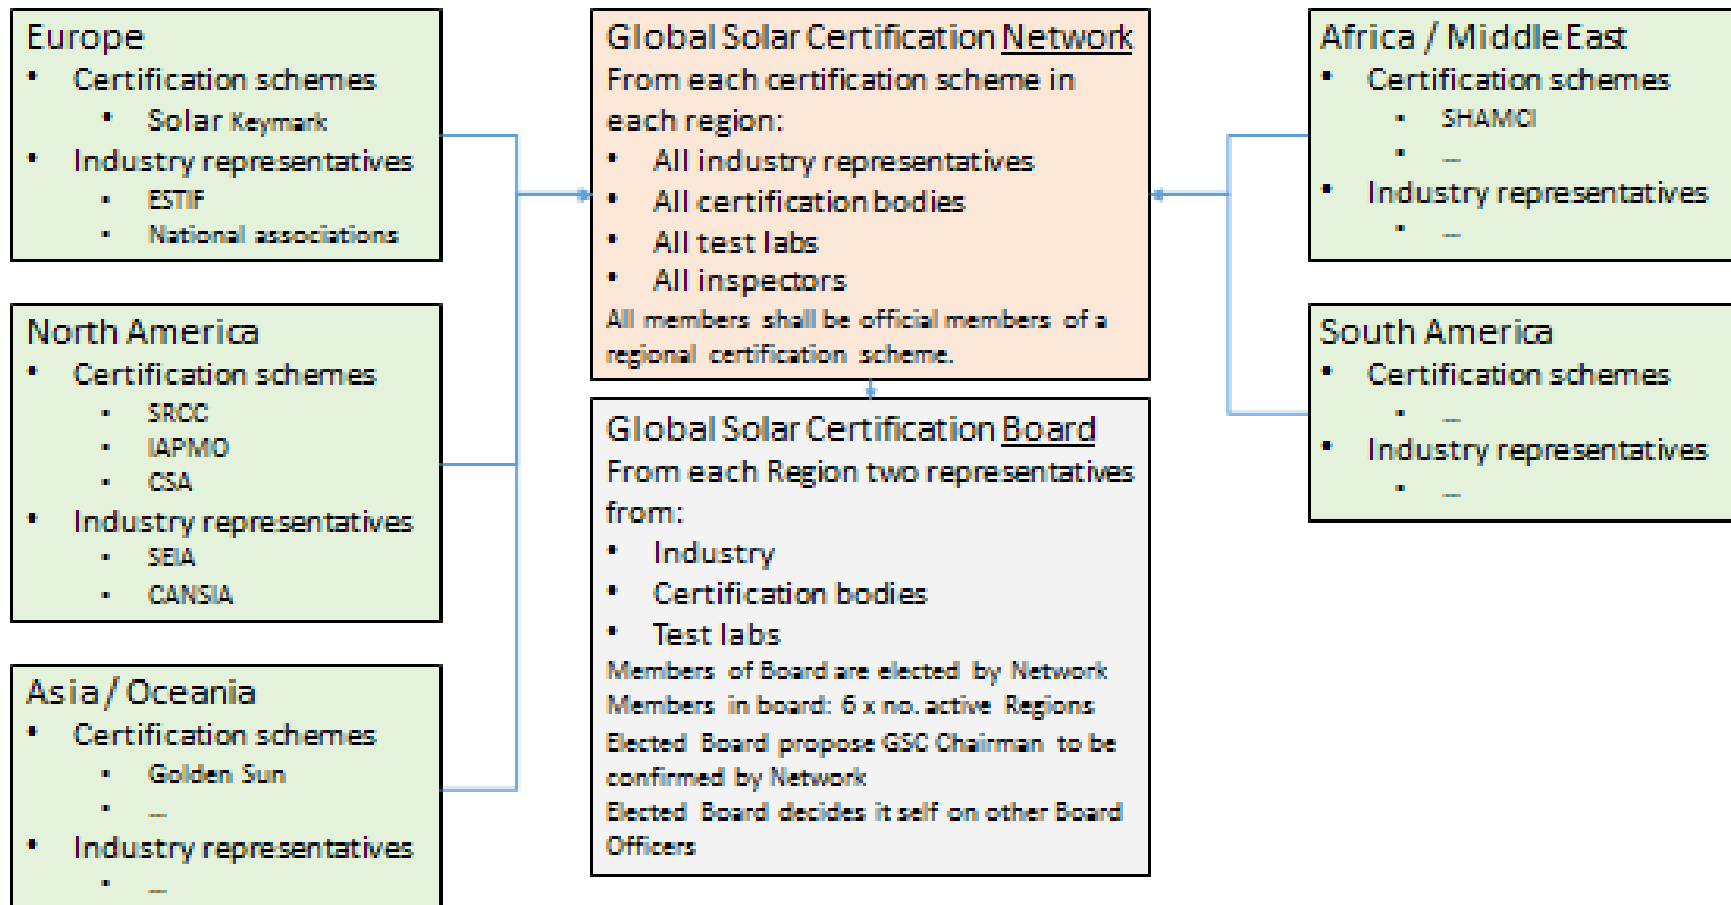 Europe
• Certification schemes
• Solar Keymark
• Industry representatives
• ESTIF
• National associations
North America
• Certification schemes
• SRCC
• IAPMO
• CSA
• Industry representatives
• SEIA
• CANSIA
Asia / Oceania
• Certification schemes
• Golden Sun
• ...
• Industry representatives
• ...
Global Solar Certification Network
From each certification scheme in
each region:
• All industry representatives
• All certification bodies
• All test labs
• All inspectors
All members shall be official members of a
regional certification scheme.
Global Solar Certification Board
From each Region two representatives
from:
• Industry
• Certification bodies
• Test labs
Members of Board are elected by Network
Members in board: 6 x no. active Regions
Elected Board propose GSC Chairman to be
confirmed by Network
Elected Board decides it self on other Board
Officers
Africa / Middle East
• Certification schemes
• SHAMCI
• ...
• Industry representatives
• ...
South America
• Certification schemes
• ...
• Industry representatives
• ...